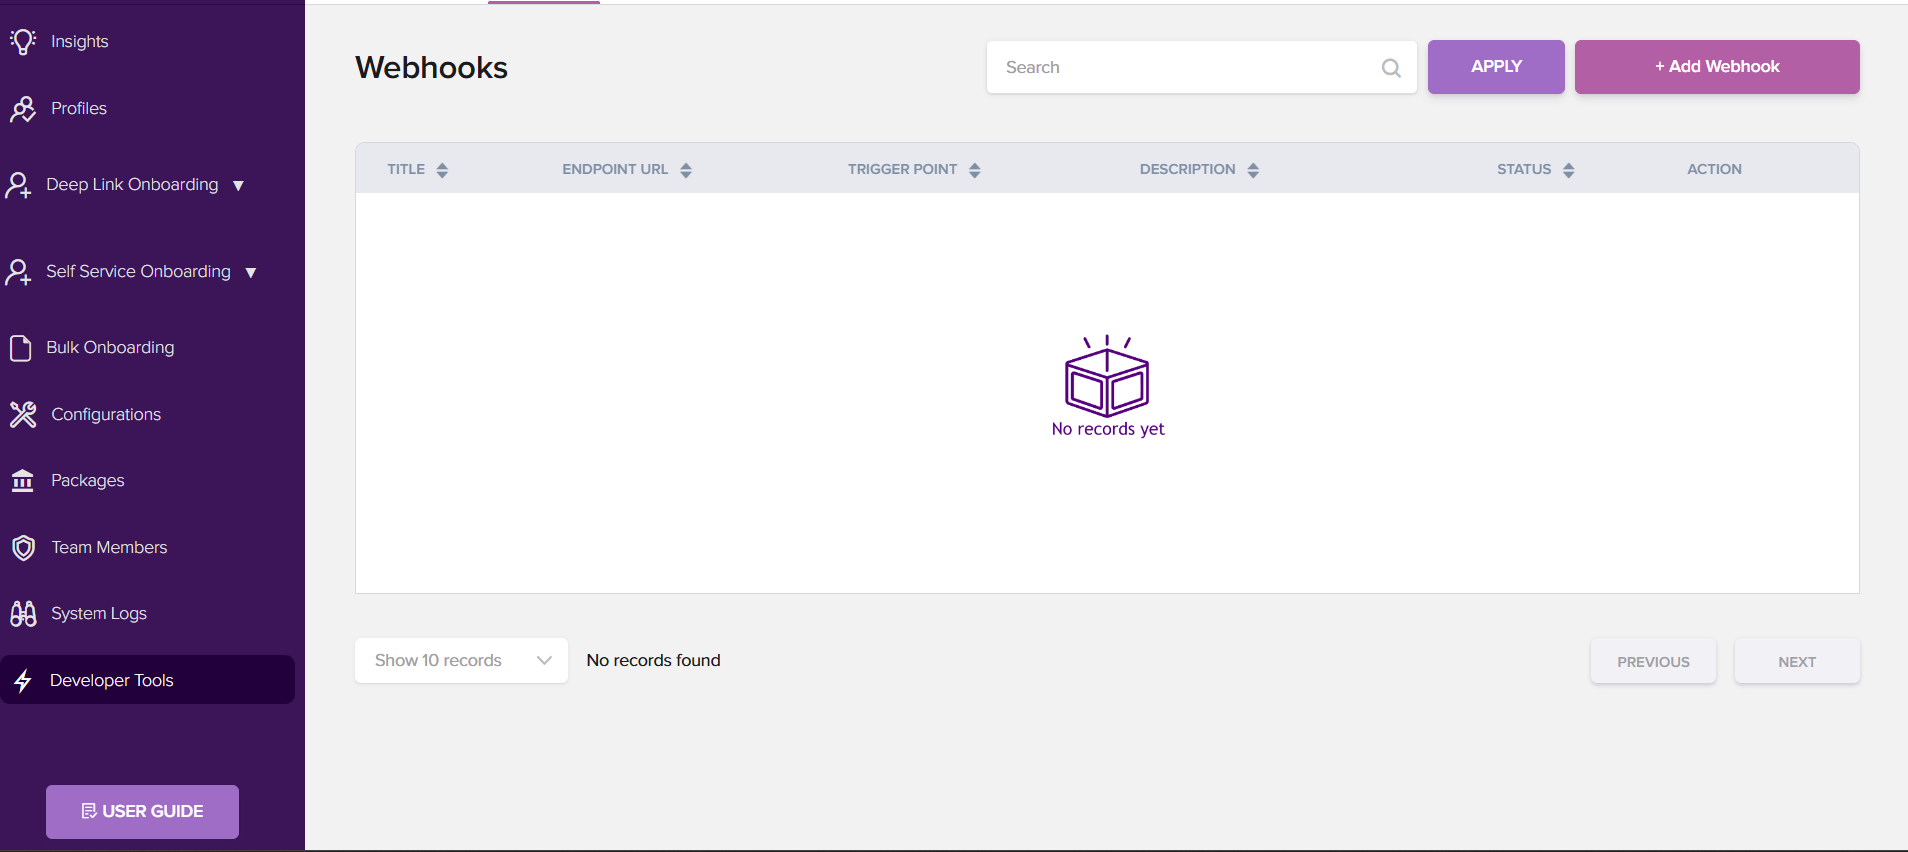 Insights
Profiles
Deep Link Onboarding
Self Service Onboarding
Bulk Onboarding
Configurations
Packages
Team Members
System Logs
Developer Tools
USER GUIDE
Webhooks
Search
APPLY
+ Add Webhook
TITLE ENDPOINT URL TRIGGER POINT DESCRIPTION STATUS ACTION
No records yet
Show 10 records
No records found
PREVIOUS
NEXT